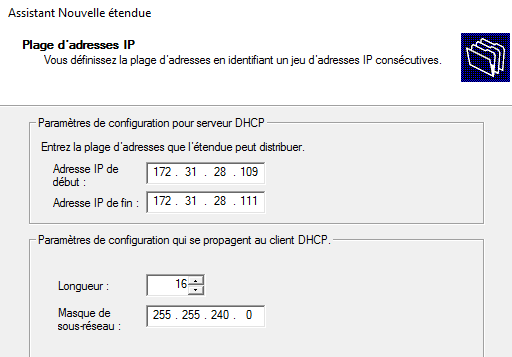 Assistant Nouvelle étendue
Plage d'adresses IP
Vous définissez la plage d'adresses en identifiant un jeu d'adresses IP consécutives.
Paramètres de configuration pour serveur DHCP
Entrez la plage d'adresses que l'étendue peut distribuer.
Adresse IP de début : 172 . 31 . 28 . 109
Adresse IP de fin : 172 . 31 . 28 . 111
Paramètres de configuration qui se propagent au client DHCP.
Longueur : 16
Masque de sous-réseau : 255 . 255 . 240 . 0